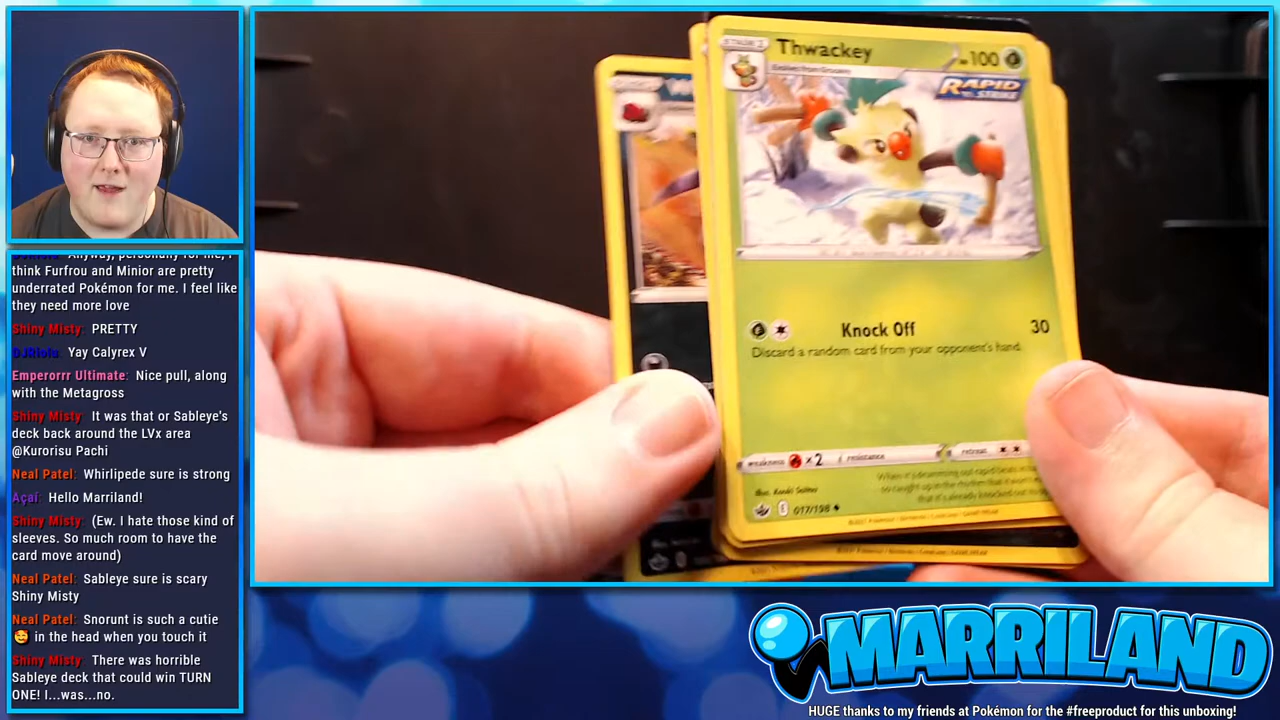 think Furfrou and Minior are pretty
underrated Pokémon for me. I feel like
they need more love
Shiny Misty: PRETTY
Yay Calyrex V
Emperorrr Ultimate: Nice pull, along
with the Metagross
Shiny Misty: It was that or Sableye's
deck back around the LVx area
@Kurorisu Pachi
Neal Patel: Whirlipede sure is strong
Açaí: Hello Marriland!
Shiny Misty: (Ew. I hate those kind of
sleeves. So much room to have the
card move around)
Neal Patel: Sableye sure is scary
Shiny Misty
Neal Patel: Snorunt is such a cutie
🥰 in the head when you touch it
Shiny Misty: There was horrible
Sableye deck that could win TURN
ONE! I...was...no.
Thwackey
100
RAPID
STRIKE
Knock Off 30
Discard a random card from your opponent's hand.
weakness x2 resistance retreat
017/198
MARRILAND
HUGE thanks to my friends at Pokémon for the #freeproduct for this unboxing!